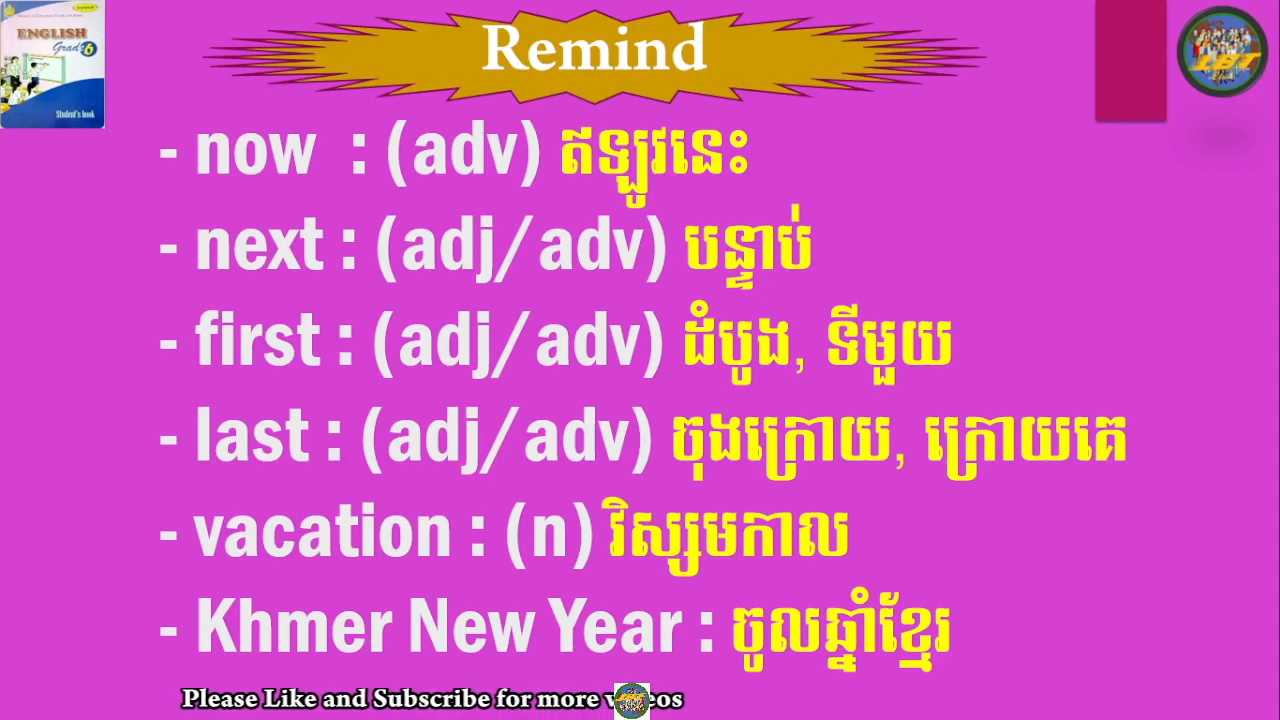 ENGLISH
Grade 6
Student's book
Remind
LBT
- now : (adv) ឥឡូវនេះ
- next : (adj/adv) បន្ទាប់
- first : (adj/adv) ដំបូង, ទីមួយ
- last : (adj/adv) ចុងក្រោយ, ក្រោយគេ
- vacation : (n) វិស្សមកាល
- Khmer New Year : ចូលឆ្នាំខ្មែរ
Please Like and Subscribe for more videos